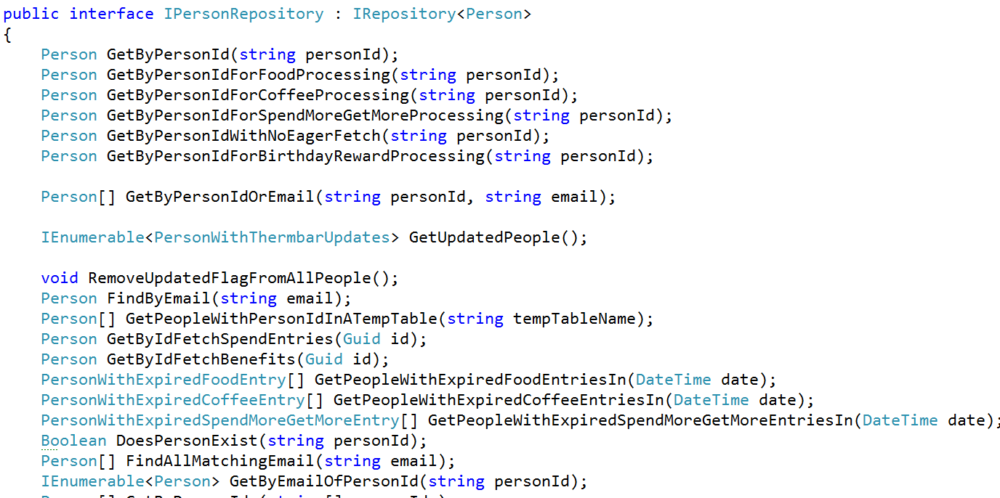 public interface IPersonRepository : IRepository<Person>
{
    Person GetByPersonId(string personId);
    Person GetByPersonIdForFoodProcessing(string personId);
    Person GetByPersonIdForCoffeeProcessing(string personId);
    Person GetByPersonIdForSpendMoreGetMoreProcessing(string personId);
    Person GetByPersonIdWithNoEagerFetch(string personId);
    Person GetByPersonIdForBirthdayRewardProcessing(string personId);

    Person[] GetByPersonIdOrEmail(string personId, string email);

    IEnumerable<PersonWithThermbarUpdates> GetUpdatedPeople();

    void RemoveUpdatedFlagFromAllPeople();
    Person FindByEmail(string email);
    Person[] GetPeopleWithPersonIdInATempTable(string tempTableName);
    Person GetByIdFetchSpendEntries(Guid id);
    Person GetByIdFetchBenefits(Guid id);
    PersonWithExpiredFoodEntry[] GetPeopleWithExpiredFoodEntriesIn(DateTime date);
    PersonWithExpiredCoffeeEntry[] GetPeopleWithExpiredCoffeeEntriesIn(DateTime date);
    PersonWithExpiredSpendMoreGetMoreEntry[] GetPeopleWithExpiredSpendMoreGetMoreEntriesIn(DateTime date);
    Boolean DoesPersonExist(string personId);
    Person[] FindAllMatchingEmail(string email);
    IEnumerable<Person> GetByEmailOfPersonId(string personId);